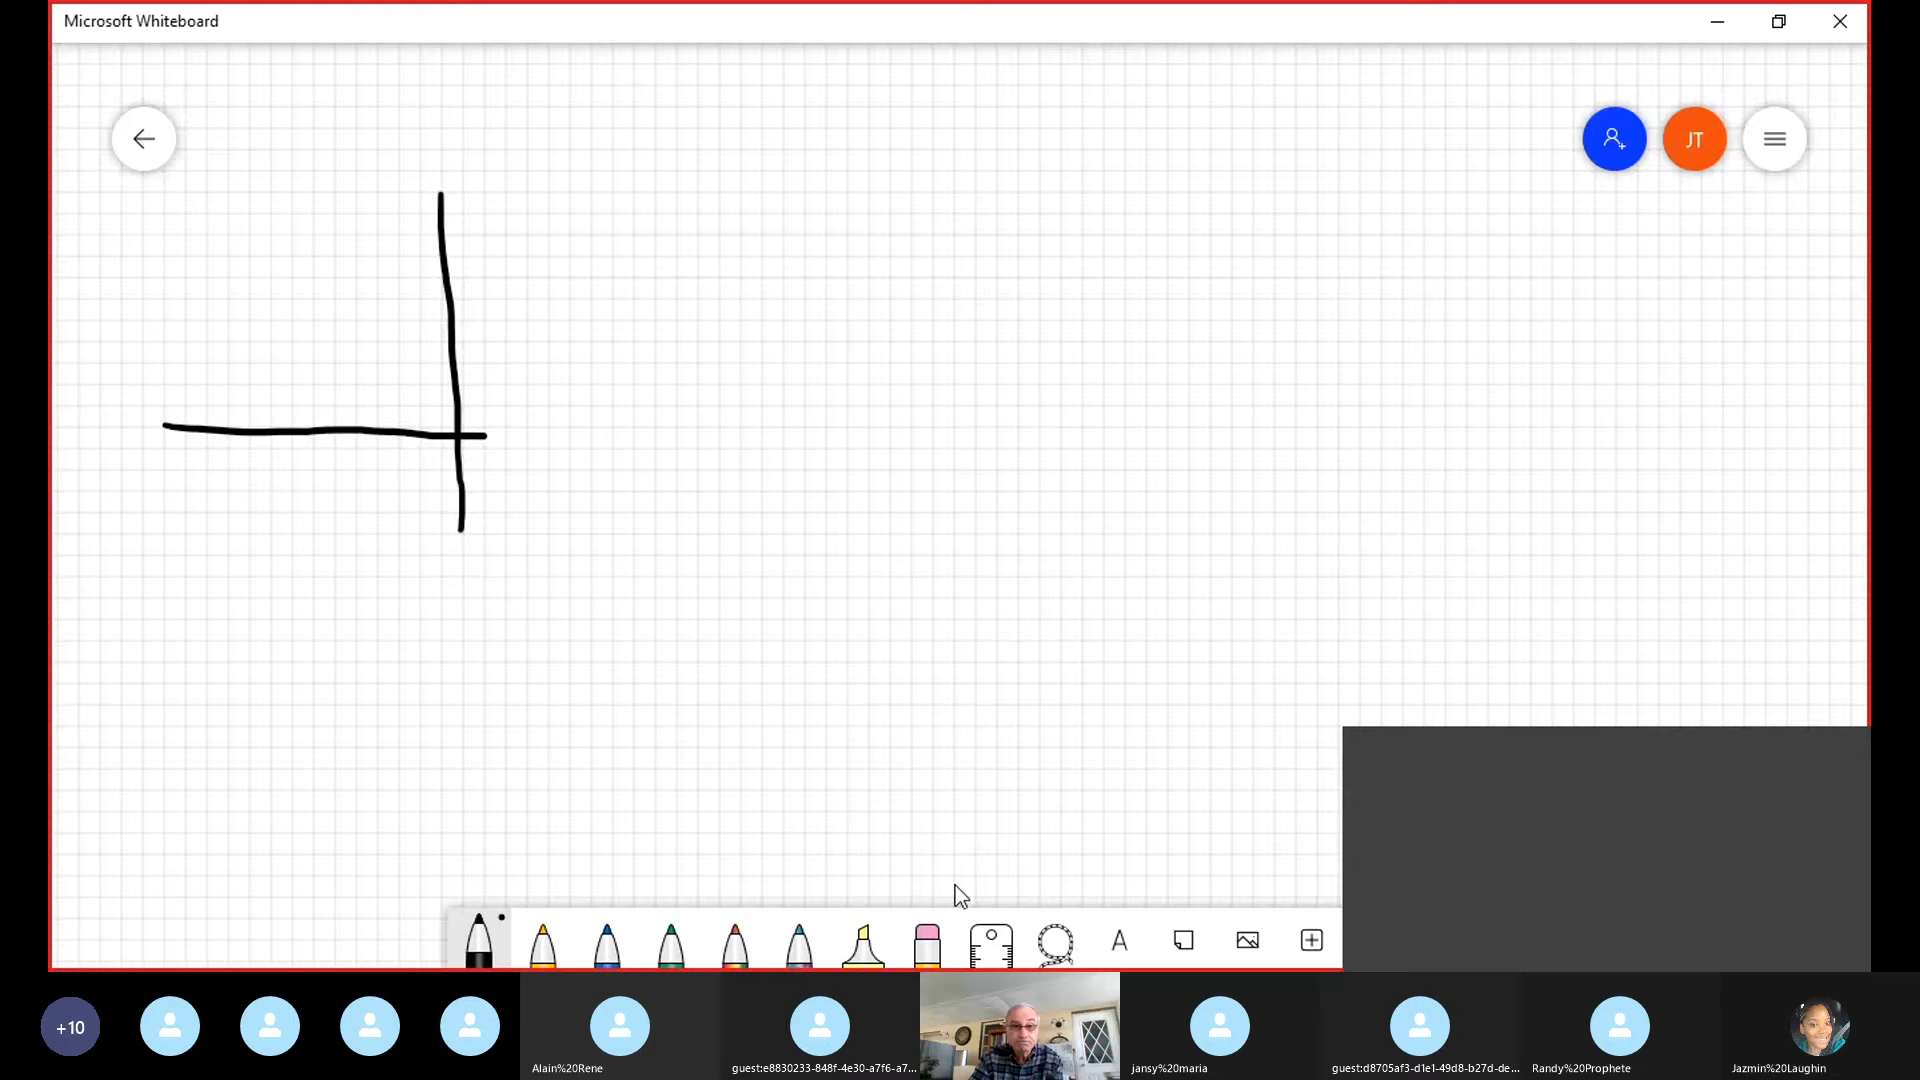 Microsoft Whiteboard
JT
A
+10
Alain%20Rene
guest:e8830233-848f-4e30-a7f6-a7...
jansy%20maria
guest:d8705af3-d1e1-49d8-b27d-de...
Randy%20Prophete
Jazmin%20Laughin